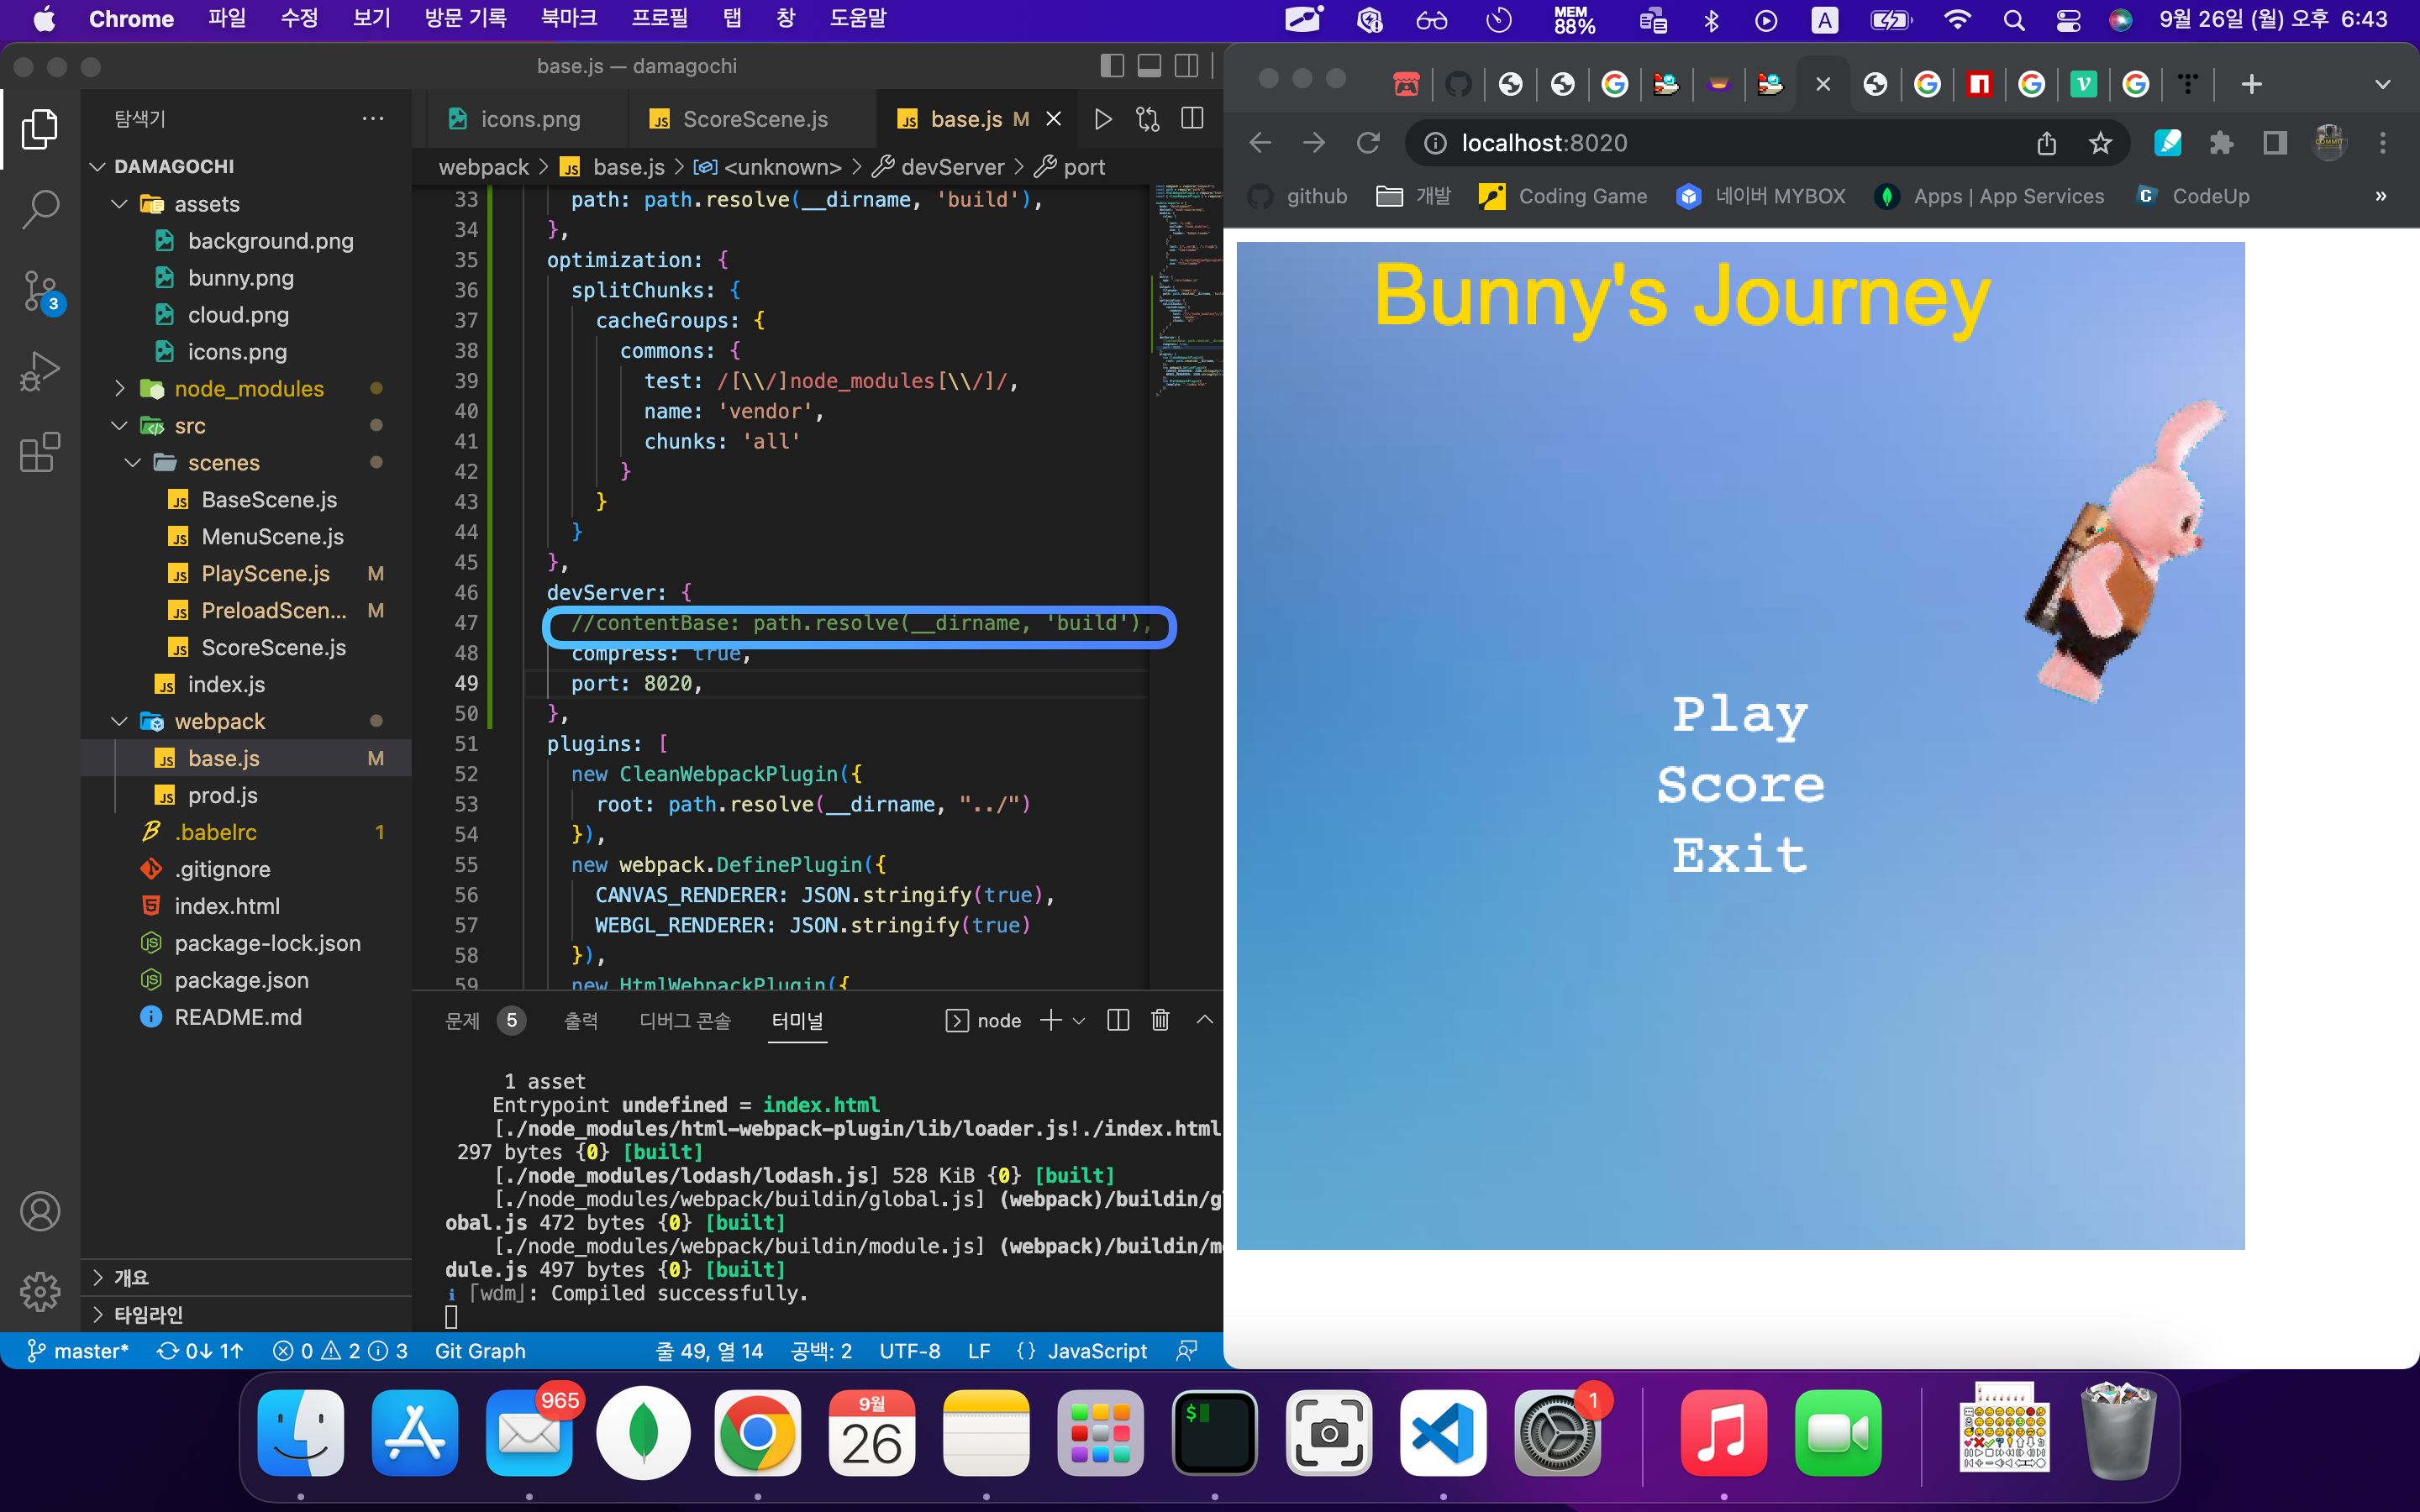 Chrome 파일 수정 보기 방문 기록 북마크 프로필 탭 창 도움말 MEM 88% A 9월 26일 (월) 오후 6:43
base.js — damagochi
탐색기
DAMAGOCHI
assets
background.png
bunny.png
cloud.png
icons.png
node_modules
src
scenes
BaseScene.js
MenuScene.js
PlayScene.js M
PreloadScen... M
ScoreScene.js
index.js
webpack
base.js M
prod.js
.babelrc 1
.gitignore
index.html
package-lock.json
package.json
README.md
개요
타임라인
3
icons.png ScoreScene.js base.js M
webpack > base.js > <unknown> > devServer > port
33 path: path.resolve(__dirname, 'build'),
34 },
35 optimization: {
36 splitChunks: {
37 cacheGroups: {
38 commons: {
39 test: /[\\/]node_modules[\\/]/,
40 name: 'vendor',
41 chunks: 'all'
42 }
43 }
44 }
45 },
46 devServer: {
47 //contentBase: path.resolve(__dirname, 'build'),
48 compress: true,
49 port: 8020,
50 },
51 plugins: [
52 new CleanWebpackPlugin({
53 root: path.resolve(__dirname, "../")
54 }),
55 new webpack.DefinePlugin({
56 CANVAS_RENDERER: JSON.stringify(true),
57 WEBGL_RENDERER: JSON.stringify(true)
58 }),
59 new HtmlWebpackPlugin({
문제 5 출력 디버그 콘솔 터미널 node
1 asset
Entrypoint undefined = index.html
[./node_modules/html-webpack-plugin/lib/loader.js!./index.html
297 bytes {0} [built]
[./node_modules/lodash/lodash.js] 528 KiB {0} [built]
[./node_modules/webpack/buildin/global.js] (webpack)/buildin/gl
obal.js 472 bytes {0} [built]
[./node_modules/webpack/buildin/module.js] (webpack)/buildin/mo
dule.js 497 bytes {0} [built]
i ｢wdm｣: Compiled successfully.
master* 0↓ 1↑ 0 2 3 Git Graph 줄 49, 열 14 공백: 2 UTF-8 LF {} JavaScript
localhost:8020
github 개발 Coding Game 네이버 MYBOX Apps | App Services CodeUp »
Bunny's Journey
Play
Score
Exit
965 9월 26 1